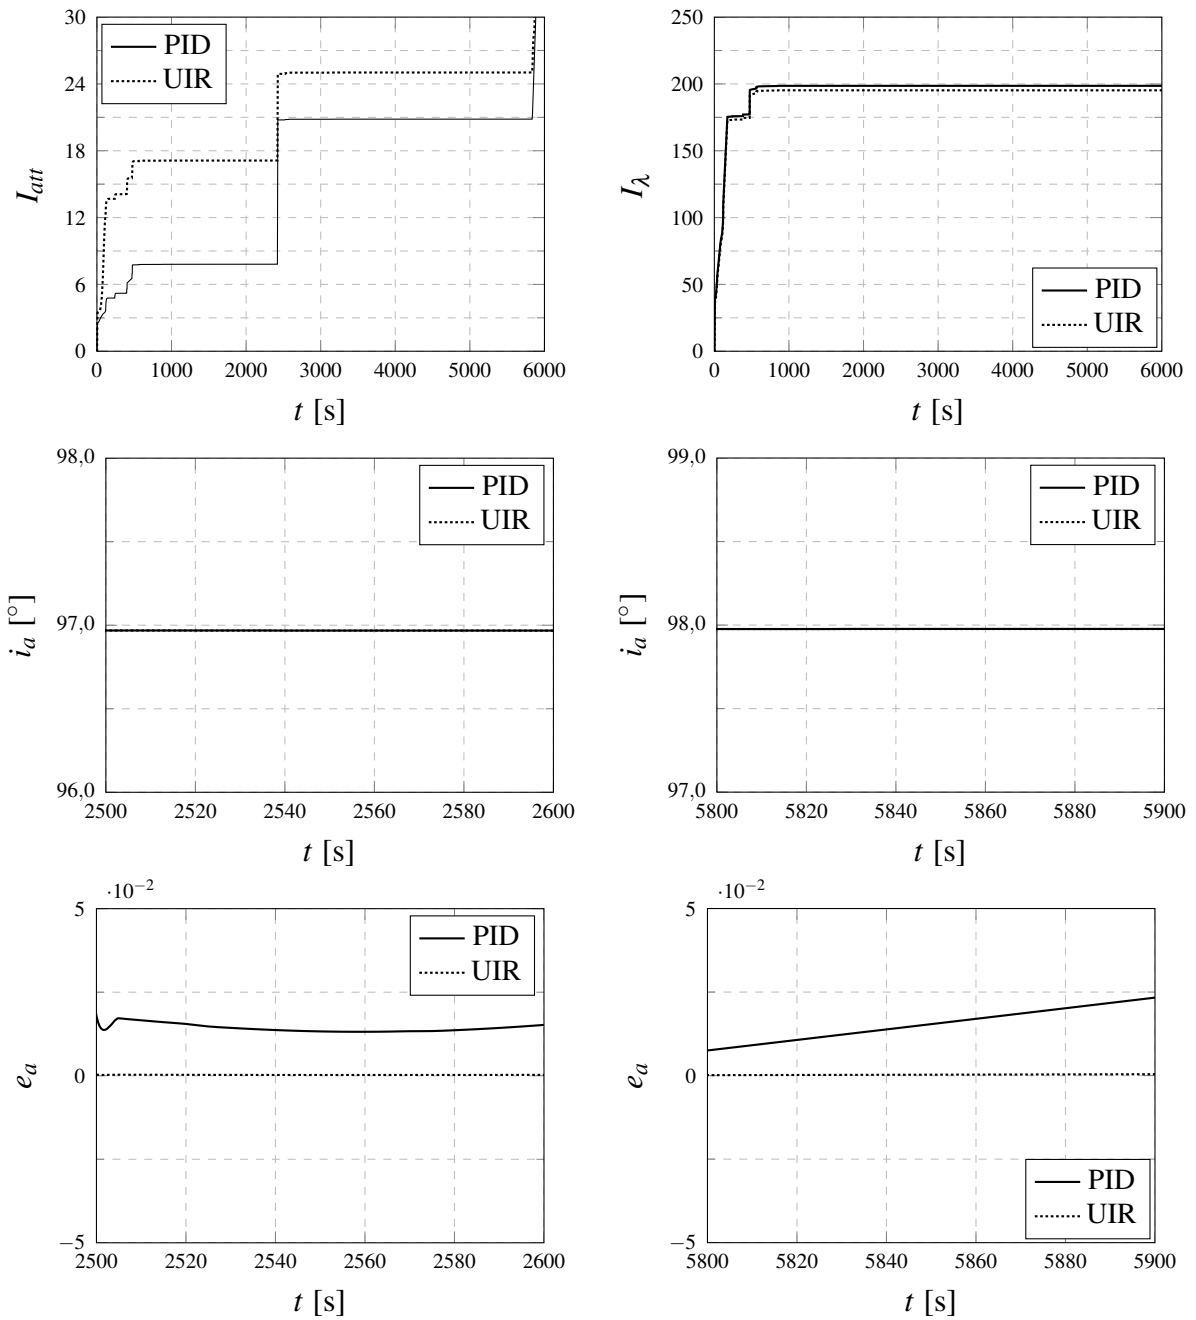 30
24
18
12
6
0
I_att
PID
UIR
0 1000 2000 3000 4000 5000 6000
t [s]
250
200
150
100
50
0
I_λ
PID
UIR
0 1000 2000 3000 4000 5000 6000
t [s]
98,0
97,0
96,0
i_a [°]
PID
UIR
2500 2520 2540 2560 2580 2600
t [s]
99,0
98,0
97,0
i_a [°]
PID
UIR
5800 5820 5840 5860 5880 5900
t [s]
·10⁻²
5
0
−5
e_a
PID
UIR
2500 2520 2540 2560 2580 2600
t [s]
·10⁻²
5
0
−5
e_a
PID
UIR
5800 5820 5840 5860 5880 5900
t [s]